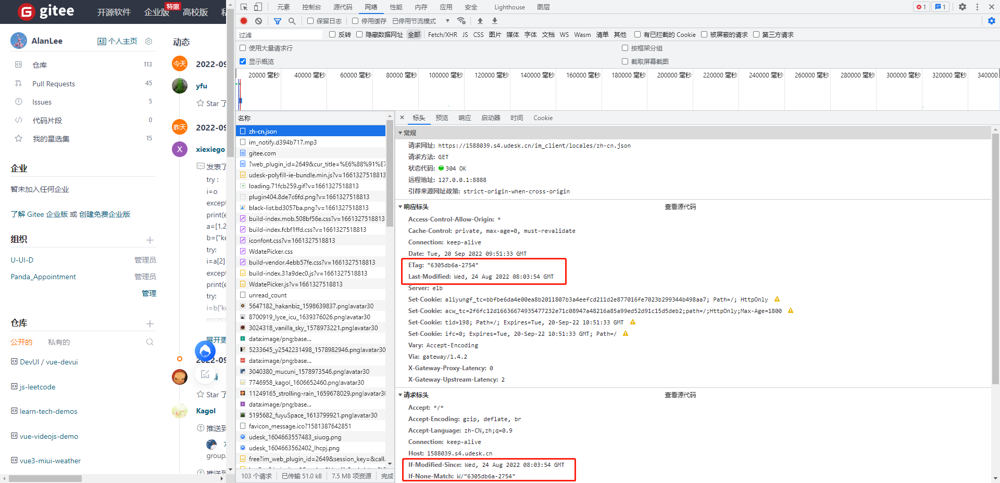 gitee
开源软件
企业版
特惠
高校版
AlanLee
个人主页
仓库 113
Pull Requests 45
Issues 5
代码片段 0
我的星选集 15
企业
暂未加入任何企业
了解 Gitee 企业版 或 创建免费企业版
组织
U-UI-D 管理员
Panda_Appointment 管理员
管理
仓库
公开的 私有的
DevUI / vue-devui
js-leetcode
learn-tech-demos
vue-videojs-demo
vue3-miui-weather
动态
今天 2022-09
yfu
Star 了
昨天 2022-09
X xiexiego
发表了
try :
i=o
except
print(e
a=[1,2
b={"ke
try:
i=a[2]
except
print(e
try:
i=b['ke
except
展开更
2022-09
Star 了
Kagol
推送到
7
group.
推送到
元素 控制台 源代码 网络 性能 内存 应用 安全 Lighthouse 图层 1 1
保留日志 停用缓存 已停用节流模式
过滤 反转 隐藏数据网址 全部 Fetch/XHR JS CSS 图片 媒体 字体 文档 WS Wasm 清单 其他 有已拦截的 Cookie 被屏蔽的请求 第三方请求
使用大量请求行 按框架分组
显示概览 截取屏幕截图
20000 毫秒 40000 毫秒 60000 毫秒 80000 毫秒 100000 毫秒 120000 毫秒 140000 毫秒 160000 毫秒 180000 毫秒 200000 毫秒 220000 毫秒 240000 毫秒 260000 毫秒 280000 毫秒 300000 毫秒 320000 毫秒 340000
名称
zh-cn.json
im_notify.d394b717.mp3
gitee.com
?web_plugin_id=2649&cur_title=%E6%88%91%E7
udesk-polyfill-ie-bundle.min.js?v=1661327518813
loading.71fcb259.gif?v=1661327518813
plugin404.8de7c6fd.png?v=1661327518813
black-list.bd3057ba.png?v=1661327518813
build-index.mob.508bf56e.css?v=1661327518813
build-index.fcbf1ffd.css?v=1661327518813
iconfont.css?v=1661327518813
WdatePicker.css
build-vendor.4ebb57fe.css?v=1661327518813
build-index.31a9dec0.js?v=1661327518813
WdatePicker.js?v=1661327518813
unread_count
5647182_hakanbiz_1598639837.png!avatar30
8700919_lyce_icu_1639376026.png!avatar30
3024318_vanilla_sky_1578973221.png!avatar30
data:image/png;base...
5233645_y2542231498_1578982946.png!avatar30
data:image/png;base...
3040380_mucuni_1578973546.png!avatar30
7746958_kagol_1606652460.png!avatar30
11249165_strolling-rain_1659678029.png!avatar30
data:image/png;base...
5195682_fuyuSpace_1613799921.png!avatar30
favicon_message.ico?1581387642851
udesk_1604663557483_siuog.png
udesk_1604663562402_lhcpj.png
free?im_web_plugin_id=2649&session_key=&call.
103 个请求 已传输 51.0 kB 7.5 MB 项资源 完成
标头 预览 响应 启动器 时间 Cookie
常规
请求网址: https://1588039.s4.udesk.cn/im_client/locales/zh-cn.json
请求方法: GET
状态代码: 304 OK
远程地址: 127.0.0.1:8888
引荐来源网址政策: strict-origin-when-cross-origin
响应标头 查看源代码
Access-Control-Allow-Origin: *
Cache-Control: private, max-age=0, must-revalidate
Connection: keep-alive
Date: Tue, 20 Sep 2022 09:51:33 GMT
ETag: "6305db6a-2754"
Last-Modified: Wed, 24 Aug 2022 08:03:54 GMT
Server: elb
Set-Cookie: aliyungf_tc=bbfbe6da4e00ea8b2011807b3a4eefcd211d2e877016fe7023b299344b498aa7; Path=/; HttpOnly
Set-Cookie: acw_tc=2f6fc12d16636674935477232e71c08947a48216a85a99ed52d91c15d5deb2;path=/;HttpOnly;Max-Age=1800
Set-Cookie: tid=198; Path=/; Expires=Tue, 20-Sep-22 10:51:33 GMT
Set-Cookie: ifc=0; Expires=Tue, 20-Sep-22 10:51:33 GMT; Path=/
Vary: Accept-Encoding
Via: gateway/1.4.2
X-Gateway-Proxy-Latency: 0
X-Gateway-Upstream-Latency: 2
请求标头 查看源代码
Accept: */*
Accept-Encoding: gzip, deflate, br
Accept-Language: zh-CN,zh;q=0.9
Connection: keep-alive
Host: 1588039.s4.udesk.cn
If-Modified-Since: Wed, 24 Aug 2022 08:03:54 GMT
If-None-Match: W/"6305db6a-2754"